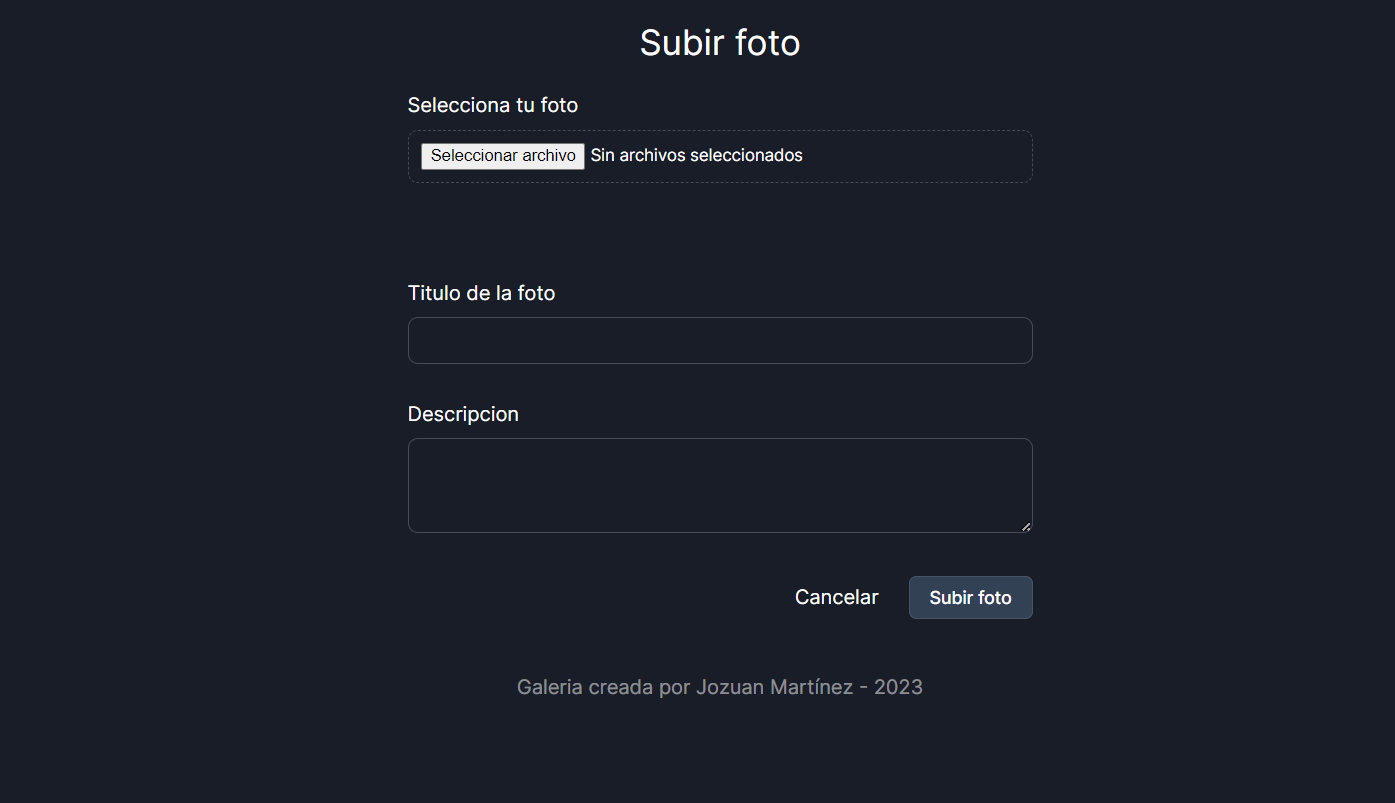 Subir foto
Selecciona tu foto
Seleccionar archivo Sin archivos seleccionados
Titulo de la foto
Descripcion
Cancelar Subir foto
Galeria creada por Jozuan Martínez - 2023